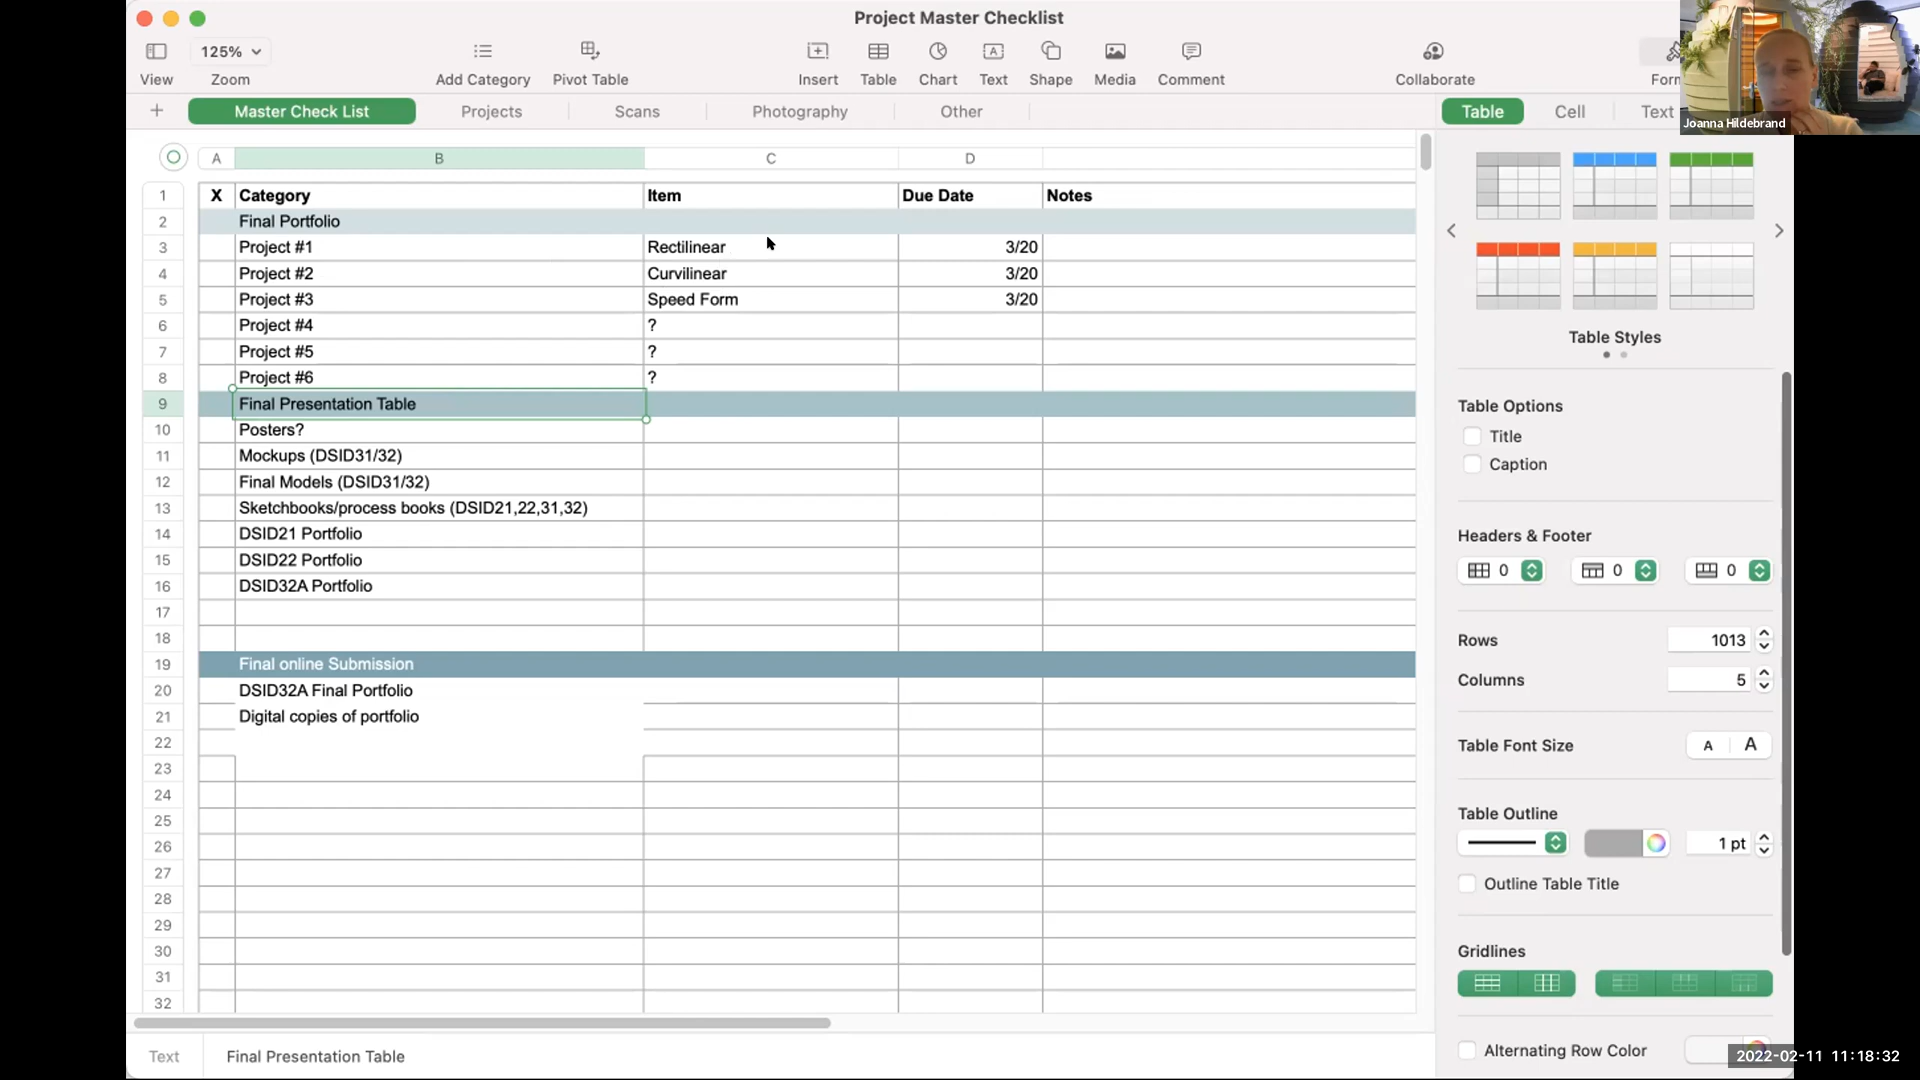 Project Master Checklist
125%
View
Zoom
Add Category
Pivot Table
Insert
Table
Chart
Text
Shape
Media
Comment
Collaborate
Form
Joanna Hildebrand
+
Master Check List
Projects
Scans
Photography
Other
Table
Cell
Text
A B C D
1 X Category Item Due Date Notes
2 Final Portfolio
3 Project #1 Rectilinear 3/20
4 Project #2 Curvilinear 3/20
5 Project #3 Speed Form 3/20
6 Project #4 ?
7 Project #5 ?
8 Project #6 ?
9 Final Presentation Table
10 Posters?
11 Mockups (DSID31/32)
12 Final Models (DSID31/32)
13 Sketchbooks/process books (DSID21,22,31,32)
14 DSID21 Portfolio
15 DSID22 Portfolio
16 DSID32A Portfolio
17
18
19 Final online Submission
20 DSID32A Final Portfolio
21 Digital copies of portfolio
22
23
24
25
26
27
28
29
30
31
32
Table Styles
Table Options
Title
Caption
Headers & Footer
0 0 0
Rows 1013
Columns 5
Table Font Size A A
Table Outline
1 pt
Outline Table Title
Gridlines
Alternating Row Color
Text Final Presentation Table
2022-02-11 11:18:32